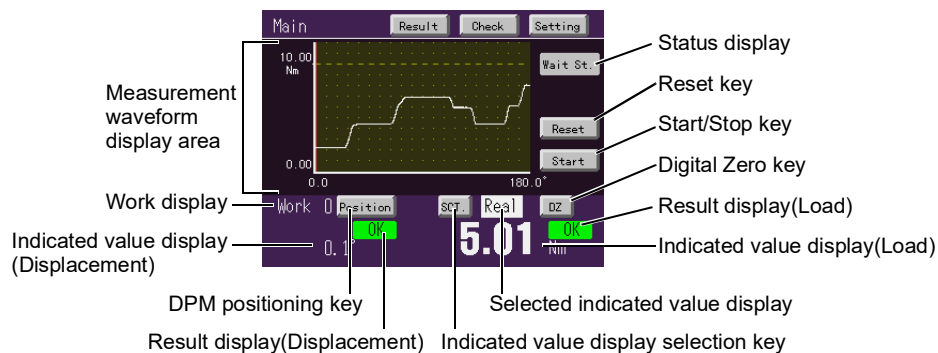 Main
Result
Check
Setting
Status display
10.00
Nm
Wait St.
Reset key
Measurement
waveform
display area
Reset
Start/Stop key
Start
0.00
Digital Zero key
0.0
180.0°
Work display
Work 0
Position
SCT.
Real
DZ
Result display(Load)
OK
OK
Indicated value display
(Displacement)
0.1°
5.01
Nm
Indicated value display(Load)
DPM positioning key
Selected indicated value display
Result display(Displacement)
Indicated value display selection key